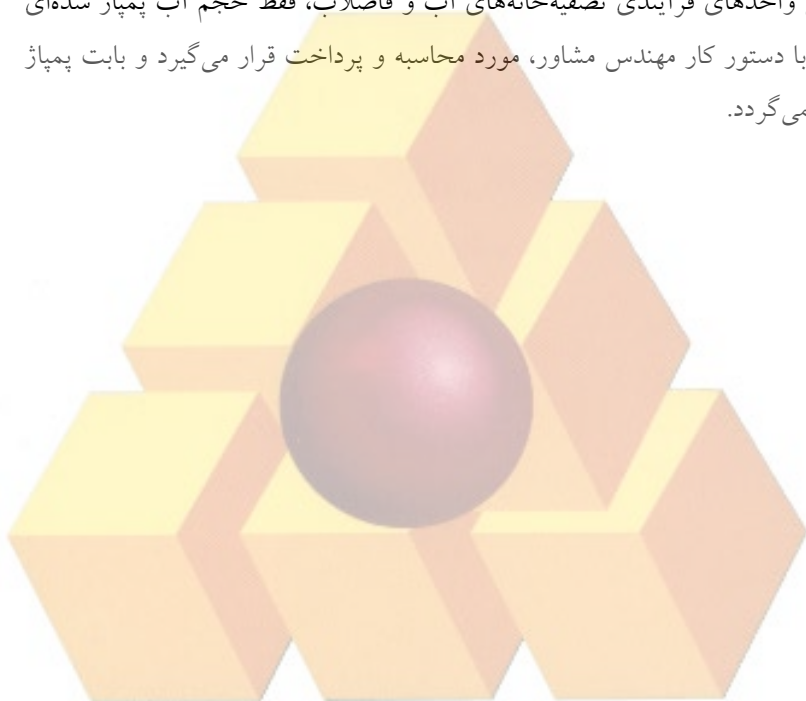 واحدهای فرآیندی تصفیه‌خانه‌های آب و فاضلاب، فقط حجم آب پمپاژ شده‌ای
با دستور کار مهندس مشاور، مورد محاسبه و پرداخت قرار می‌گیرد و بابت پمپاژ
می‌گردد.